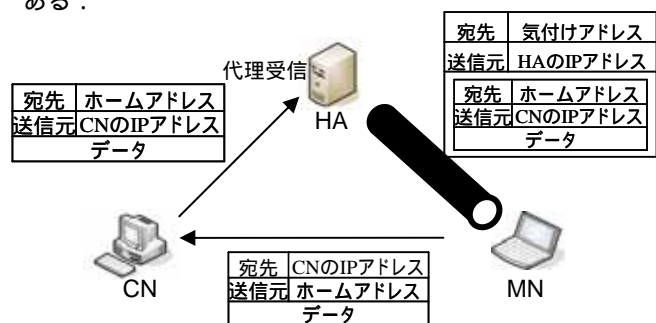 ある．
宛先 気付けアドレス
送信元 HAのIPアドレス
宛先 ホームアドレス
送信元 CNのIPアドレス
データ
代理受信
HA
宛先 ホームアドレス
送信元 CNのIPアドレス
データ
CN
宛先 CNのIPアドレス
送信元 ホームアドレス
データ
MN